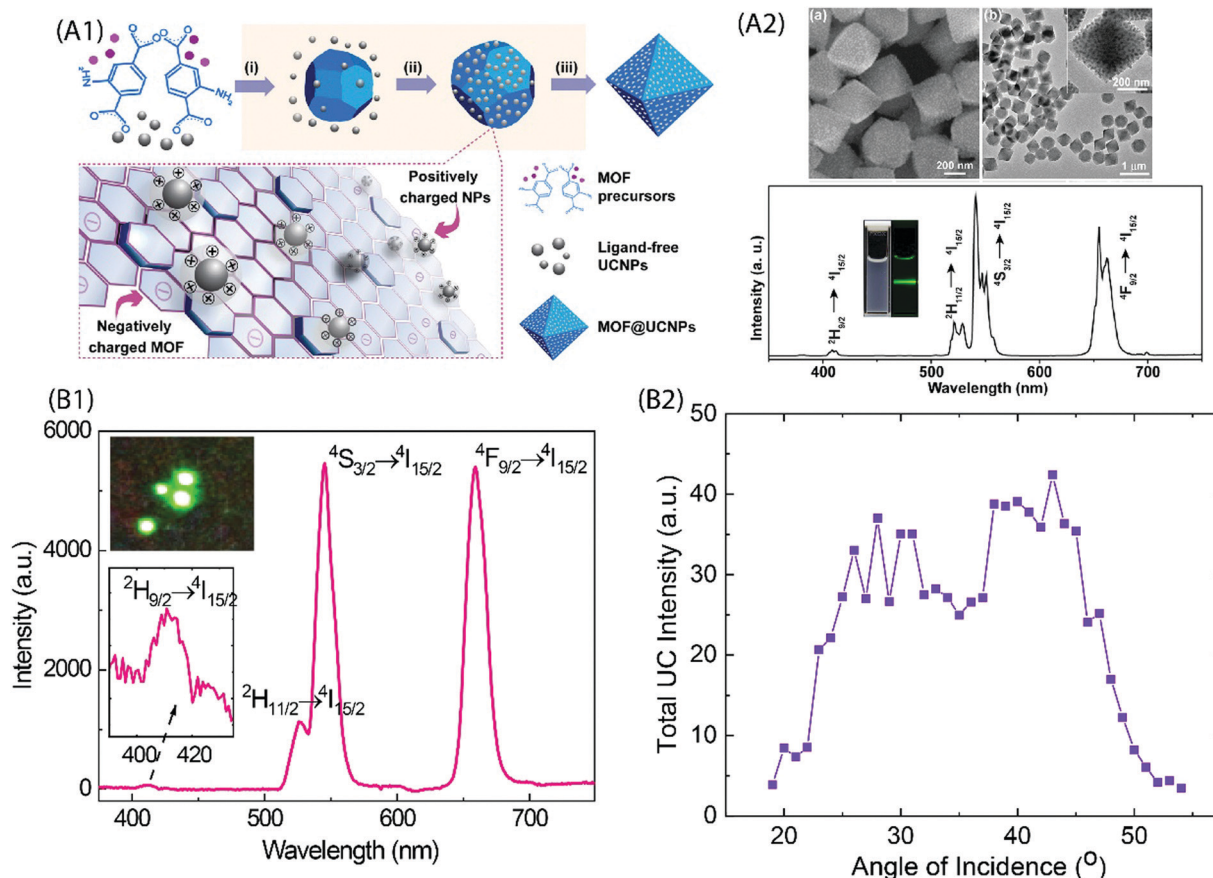 (A1)
(i)
(ii)
(iii)
NH₂
NH₂
Positively
charged NPs
Negatively
charged MOF
MOF
precursors
Ligand-free
UCNPs
MOF@UCNPs
(A2)
(a)
(b)
200 nm
200 nm
1 μm
Intensity (a. u.)
²H₉/₂ → ⁴I₁₅/₂
²H₁₁/₂ → ⁴I₁₅/₂
⁴S₃/₂ → ⁴I₁₅/₂
⁴F₉/₂ → ⁴I₁₅/₂
400 500 600 700
Wavelength (nm)
(B1)
6000
4000
2000
0
Intensity (a.u.)
⁴S₃/₂→⁴I₁₅/₂
⁴F₉/₂→⁴I₁₅/₂
²H₉/₂→⁴I₁₅/₂
400 420
²H₁₁/₂→⁴I₁₅/₂
400 500 600 700
Wavelength (nm)
(B2)
50
40
30
20
10
0
Total UC Intensity (a.u.)
20 30 40 50
Angle of Incidence (°)